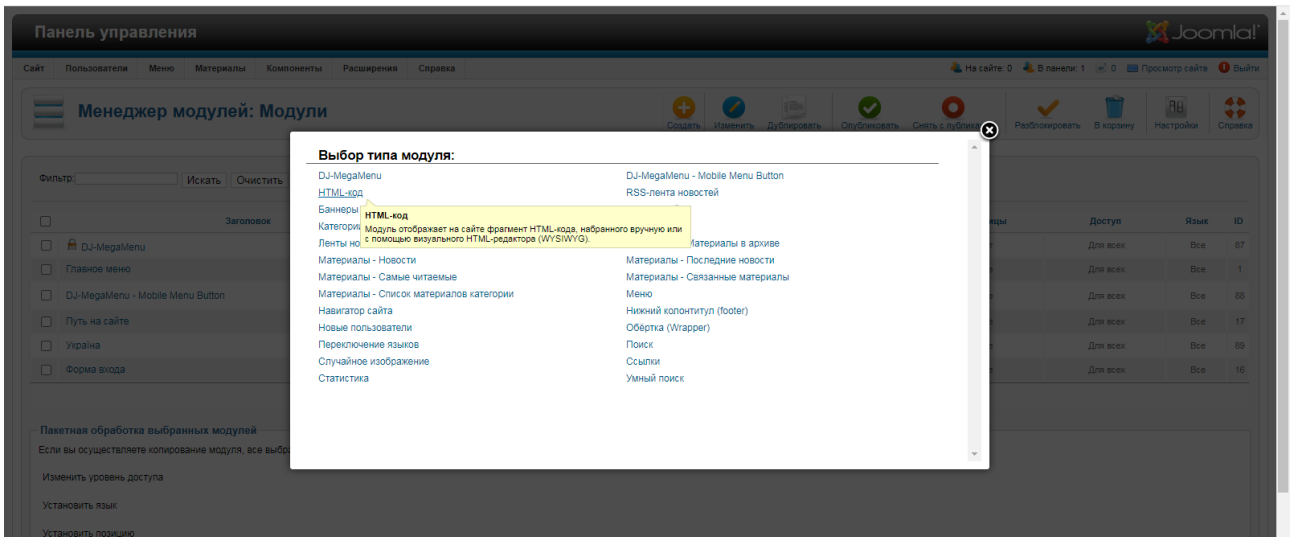 Панель управления
Joomla!
Сайт Пользователи Меню Материалы Компоненты Расширения Справка
На сайте: 0 В панели: 1 0 Просмотр сайта Выйти
Менеджер модулей: Модули
Создать Изменить Дублировать Опубликовать Снять с публика Разблокировать В корзину Настройки Справка
Выбор типа модуля:
Фильтр: Искать Очистить
DJ-MegaMenu DJ-MegaMenu - Mobile Menu Button
HTML-код RSS-лента новостей
Баннеры
HTML-код
Модуль отображает на сайте фрагмент HTML-кода, набранного вручную или
с помощью визуального HTML-редактора (WYSIWYG).
Заголовок Доступ Язык ID
DJ-MegaMenu Для всех Все 87
Материалы в архиве
Материалы - Новости Материалы - Последние новости
Главное меню Для всех Все 1
Материалы - Самые читаемые Материалы - Связанные материалы
DJ-MegaMenu - Mobile Menu Button Для всех Все 88
Материалы - Список материалов категории Меню
Навигатор сайта Нижний колонтитул (footer)
Путь на сайте Для всех Все 17
Новые пользователи Обёртка (Wrapper)
Україна Для всех Все 89
Переключение языков Поиск
Случайное изображение Ссылки
Форма входа Для всех Все 16
Статистика Умный поиск
Пакетная обработка выбранных модулей
Если вы осуществляете копирование модуля, все выбр
Изменить уровень доступа
Установить язык
Установить позицию